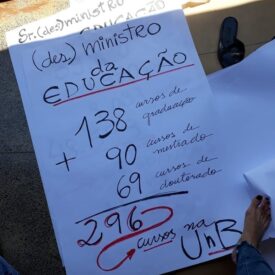 Sr. (des) ministro
EDUCAÇÃO
(des) ministro
da
EDUCAÇÃO
138 cursos de graduação
+ 90 cursos de mestrado
69 cursos de doutorado
296 cursos na UnB